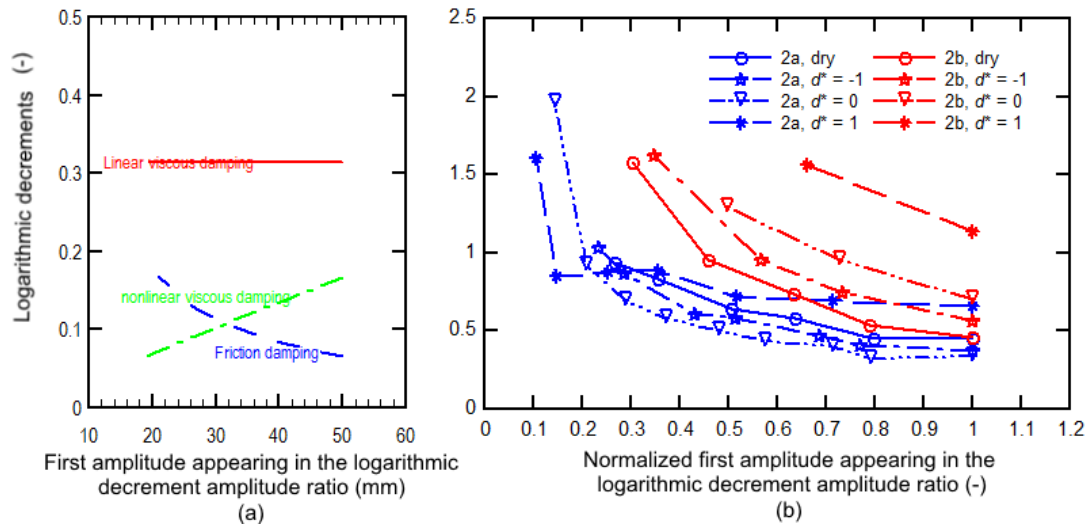 0.5
0.4
0.3
0.2
0.1
0
10 20 30 40 50 60
Logarithmic decrements (-)
Linear viscous damping
nonlinear viscous damping
Friction damping
First amplitude appearing in the logarithmic
decrement amplitude ratio (mm)
(a)
2.5
2
1.5
1
0.5
0
0 0.1 0.2 0.3 0.4 0.5 0.6 0.7 0.8 0.9 1 1.1 1.2
2a, dry
2a, d* = -1
2a, d* = 0
2a, d* = 1
2b, dry
2b, d* = -1
2b, d* = 0
2b, d* = 1
Normalized first amplitude appearing in the
logarithmic decrement amplitude ratio (-)
(b)